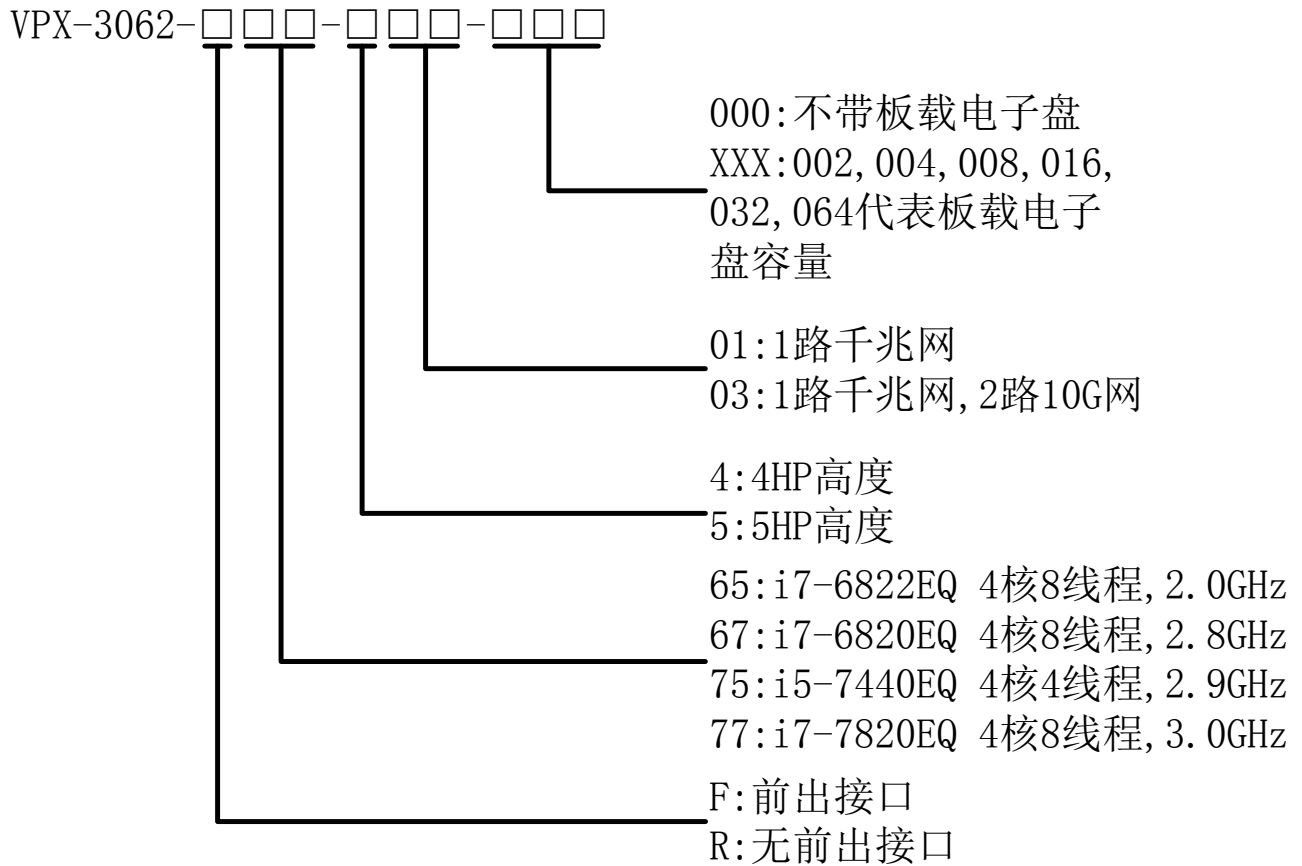 VPX-3062-□□□-□□□-□□□
000:不带板载电子盘
XXX:002,004,008,016,
032,064代表板载电子
盘容量
01:1路千兆网
03:1路千兆网,2路10G网
4:4HP高度
5:5HP高度
65:i7-6822EQ 4核8线程,2.0GHz
67:i7-6820EQ 4核8线程,2.8GHz
75:i5-7440EQ 4核4线程,2.9GHz
77:i7-7820EQ 4核8线程,3.0GHz
F:前出接口
R:无前出接口